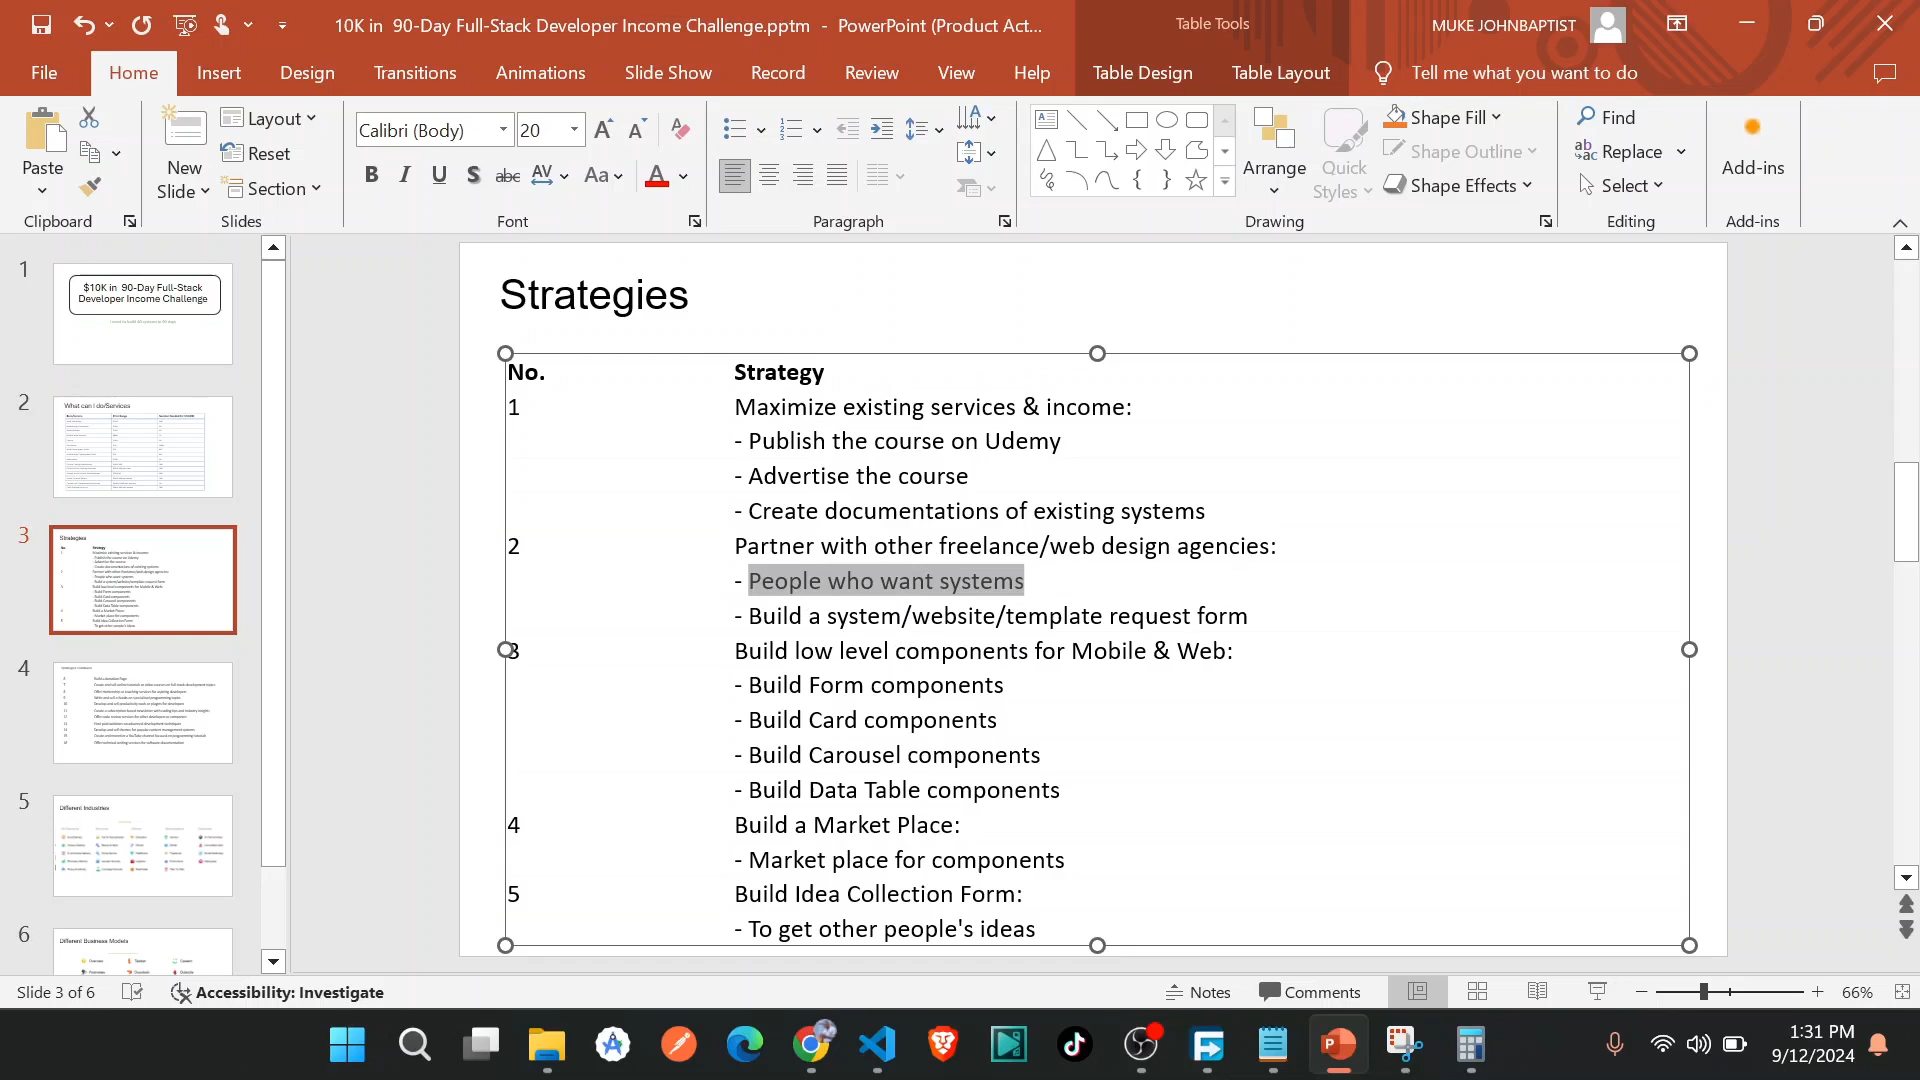 10K in  90-Day Full-Stack Developer Income Challenge.pptm  -  PowerPoint (Product Act...
Table Tools
MUKE JOHNBAPTIST
File
Home
Insert
Design
Transitions
Animations
Slide Show
Record
Review
View
Help
Table Design
Table Layout
Tell me what you want to do
Paste
New Slide
Layout
Reset
Section
Calibri (Body)
20
Shape Fill
Shape Outline
Shape Effects
Arrange
Quick Styles
Find
Replace
Select
Add-ins
Clipboard
Slides
Font
Paragraph
Drawing
Editing
Add-ins
1
$10K in  90-Day Full-Stack
Developer Income Challenge
2
What can I do/Services
3
Strategies
4
5
Different Industries
6
Different Business Models
Strategies
No. Strategy
1 Maximize existing services & income:
- Publish the course on Udemy
- Advertise the course
- Create documentations of existing systems
2 Partner with other freelance/web design agencies:
- People who want systems
- Build a system/website/template request form
3 Build low level components for Mobile & Web:
- Build Form components
- Build Card components
- Build Carousel components
- Build Data Table components
4 Build a Market Place:
- Market place for components
5 Build Idea Collection Form:
- To get other people's ideas
Slide 3 of 6
Accessibility: Investigate
Notes
Comments
66%
1:31 PM
9/12/2024